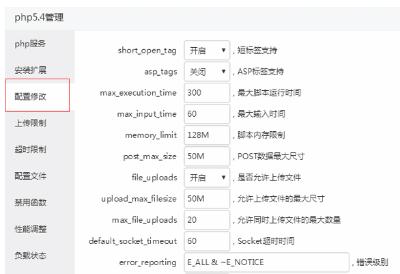 php5.4管理
php服务
安装扩展
配置修改
上传限制
超时限制
配置文件
禁用函数
性能调整
负载状态
short_open_tag 开启 , 短标签支持
asp_tags 关闭 , ASP标签支持
max_execution_time 300 , 最大脚本运行时间
max_input_time 60 , 最大输入时间
memory_limit 128M , 脚本内存限制
post_max_size 50M , POST数据最大尺寸
file_uploads 开启 , 是否允许上传文件
upload_max_filesize 50M , 允许上传文件的最大尺寸
max_file_uploads 20 , 允许同时上传文件的最大数量
default_socket_timeout 60 , Socket超时时间
error_reporting E_ALL & ~E_NOTICE , 错误级别